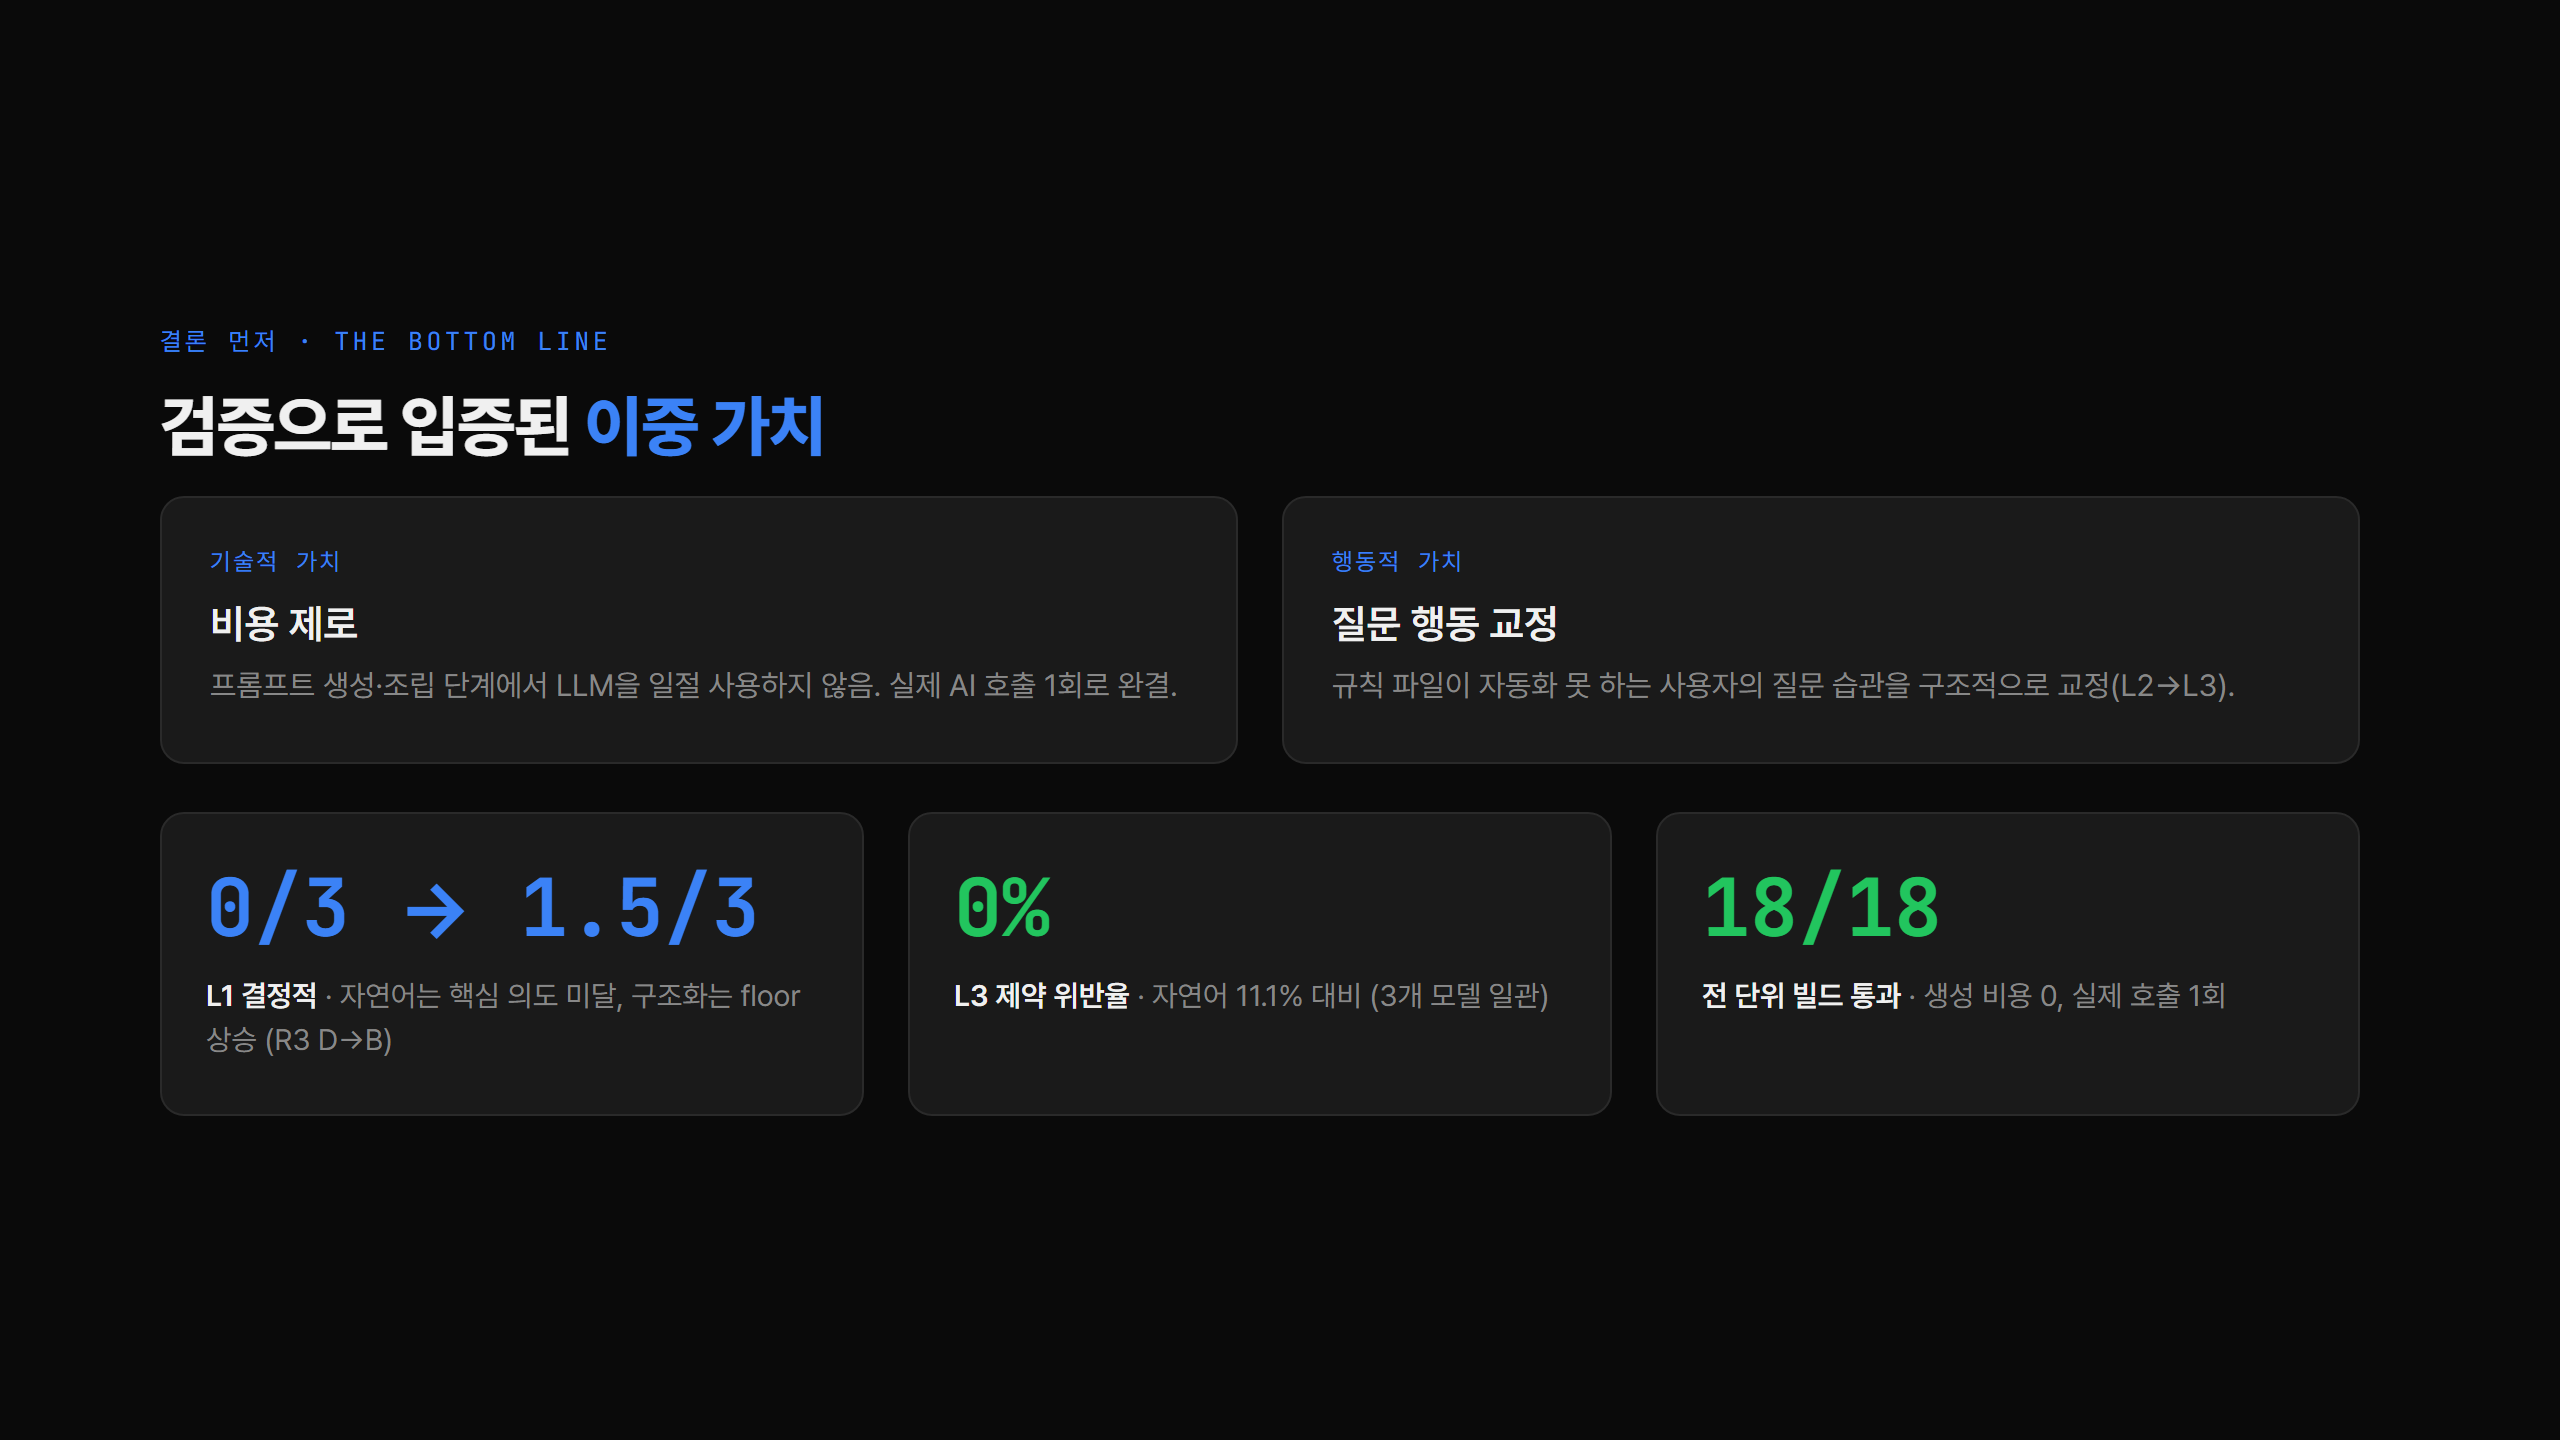 결론 먼저 · THE BOTTOM LINE
검증으로 입증된 이중 가치
기술적 가치
비용 제로
프롬프트 생성·조립 단계에서 LLM을 일절 사용하지 않음. 실제 AI 호출 1회로 완결.
행동적 가치
질문 행동 교정
규칙 파일이 자동화 못 하는 사용자의 질문 습관을 구조적으로 교정(L2→L3).
0/3 → 1.5/3
L1 결정적 · 자연어는 핵심 의도 미달, 구조화는 floor
상승 (R3 D→B)
0%
L3 제약 위반율 · 자연어 11.1% 대비 (3개 모델 일관)
18/18
전 단위 빌드 통과 · 생성 비용 0, 실제 호출 1회